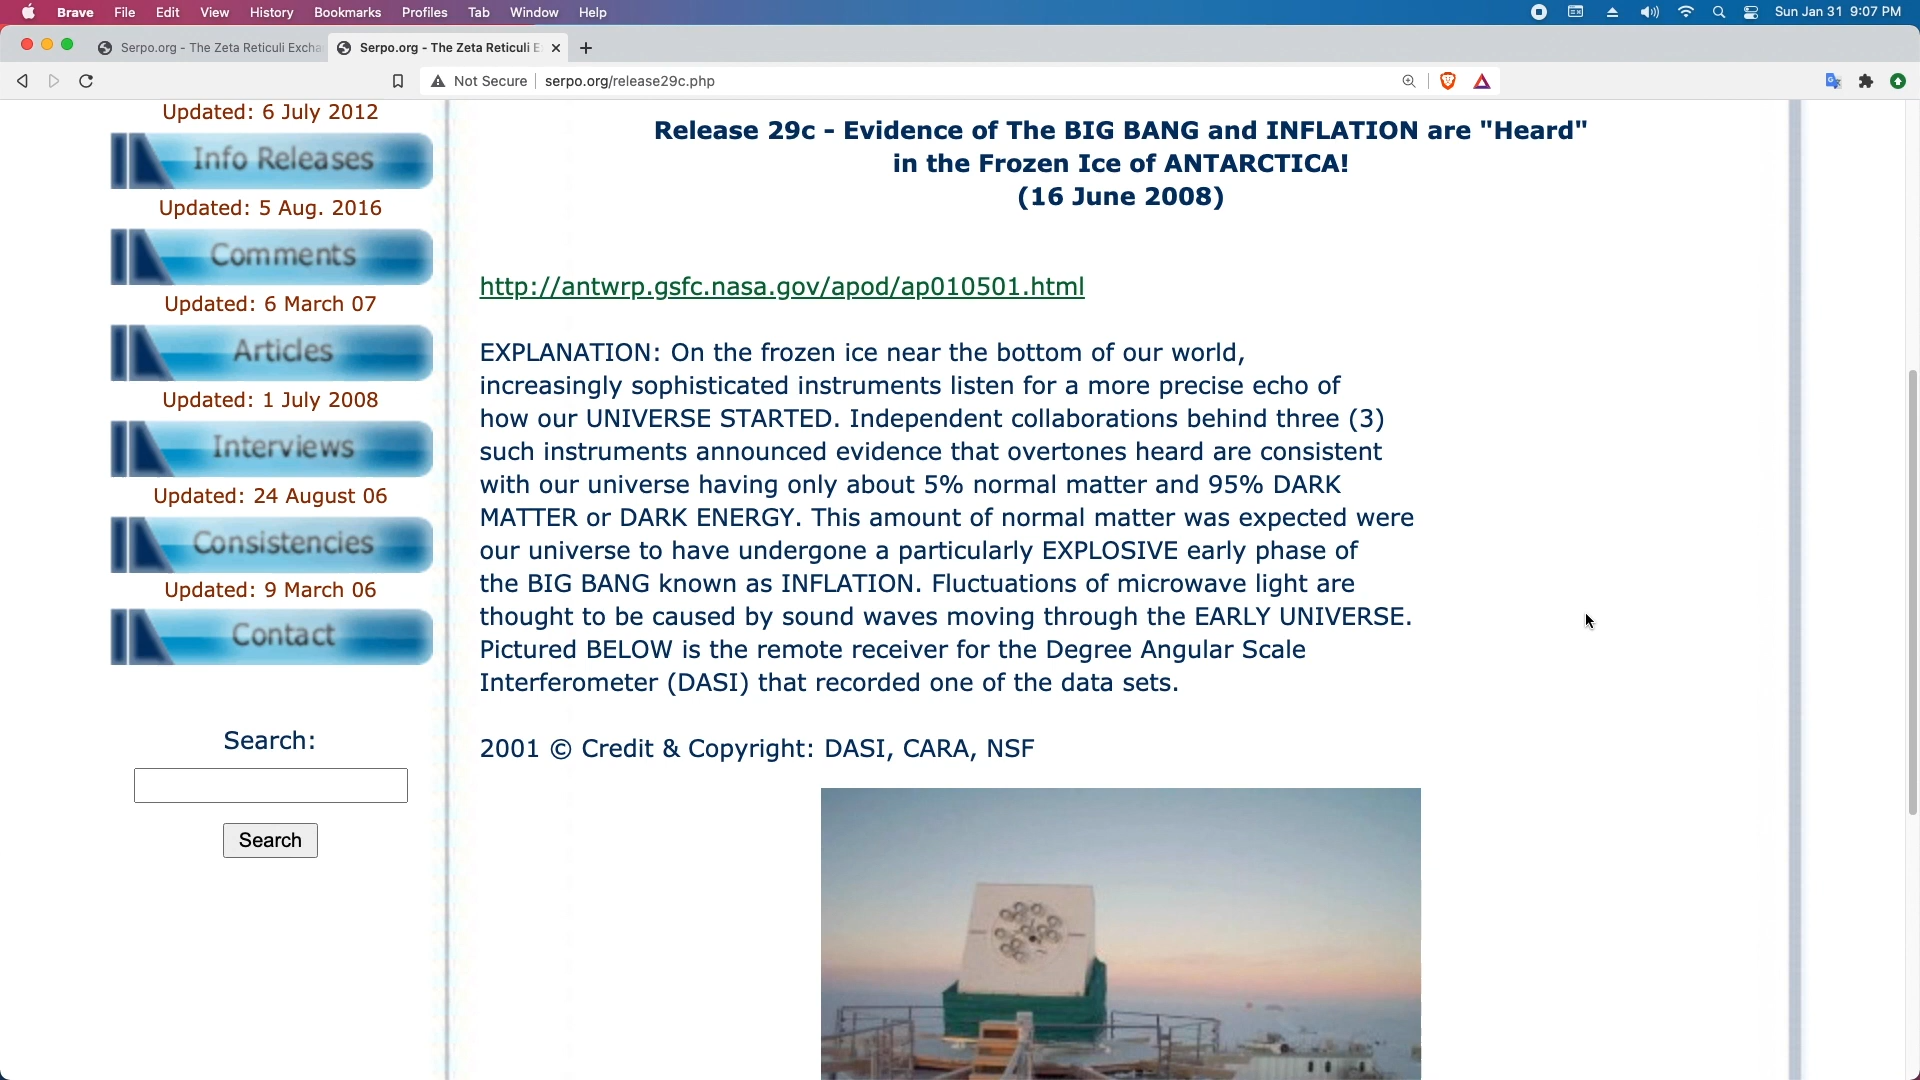 Brave File Edit View History Bookmarks Profiles Tab Window Help
Sun Jan 31 9:07 PM
Serpo.org - The Zeta Reticuli Excha
Serpo.org - The Zeta Reticuli E
Not Secure
serpo.org/release29c.php
Updated: 6 July 2012
Info Releases
Updated: 5 Aug. 2016
Comments
Updated: 6 March 07
Articles
Updated: 1 July 2008
Interviews
Updated: 24 August 06
Consistencies
Updated: 9 March 06
Contact
Search:
Search
Release 29c - Evidence of The BIG BANG and INFLATION are "Heard"
in the Frozen Ice of ANTARCTICA!
(16 June 2008)
http://antwrp.gsfc.nasa.gov/apod/ap010501.html
EXPLANATION: On the frozen ice near the bottom of our world,
increasingly sophisticated instruments listen for a more precise echo of
how our UNIVERSE STARTED. Independent collaborations behind three (3)
such instruments announced evidence that overtones heard are consistent
with our universe having only about 5% normal matter and 95% DARK
MATTER or DARK ENERGY. This amount of normal matter was expected were
our universe to have undergone a particularly EXPLOSIVE early phase of
the BIG BANG known as INFLATION. Fluctuations of microwave light are
thought to be caused by sound waves moving through the EARLY UNIVERSE.
Pictured BELOW is the remote receiver for the Degree Angular Scale
Interferometer (DASI) that recorded one of the data sets.
2001 © Credit & Copyright: DASI, CARA, NSF